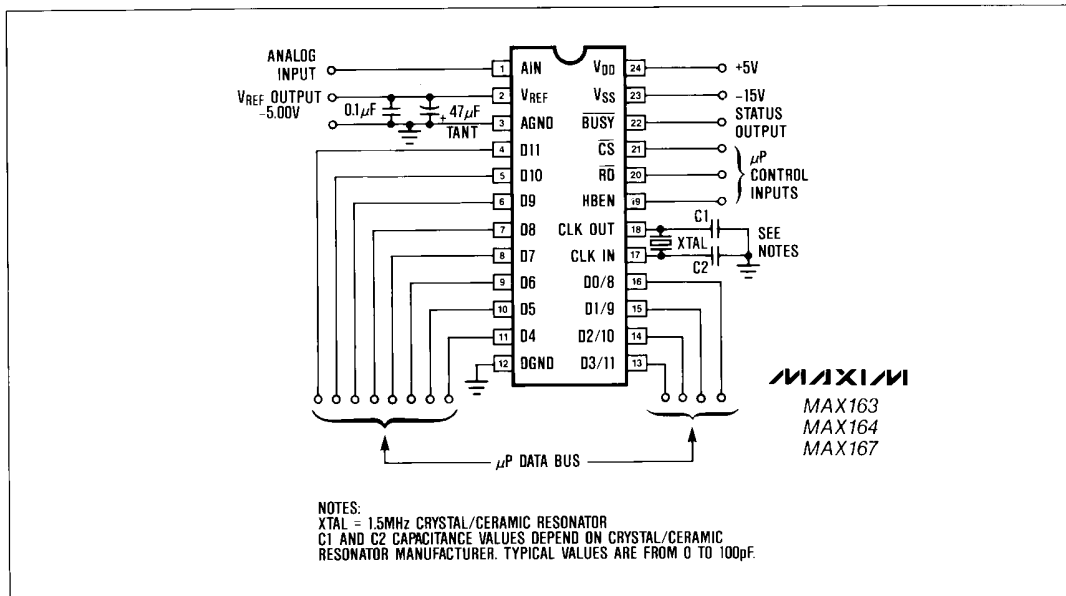 ANALOG
INPUT
VREF OUTPUT
-5.00V
0.1µF
47µF
+
TANT
1 AIN
2 VREF
3 AGND
4 D11
5 D10
6 D9
7 D8
8 D7
9 D6
10 D5
11 D4
12 DGND
VDD 24
VSS 23
BUSY 22
CS 21
RD 20
HBEN 19
CLK OUT 18
CLK IN 17
D0/8 16
D1/9 15
D2/10 14
D3/11 13
+5V
-15V
STATUS
OUTPUT
µP
CONTROL
INPUTS
C1
XTAL
C2
SEE
NOTES
MAXIM
MAX163
MAX164
MAX167
µP DATA BUS
NOTES:
XTAL = 1.5MHz CRYSTAL/CERAMIC RESONATOR
C1 AND C2 CAPACITANCE VALUES DEPEND ON CRYSTAL/CERAMIC
RESONATOR MANUFACTURER. TYPICAL VALUES ARE FROM 0 TO 100pF.